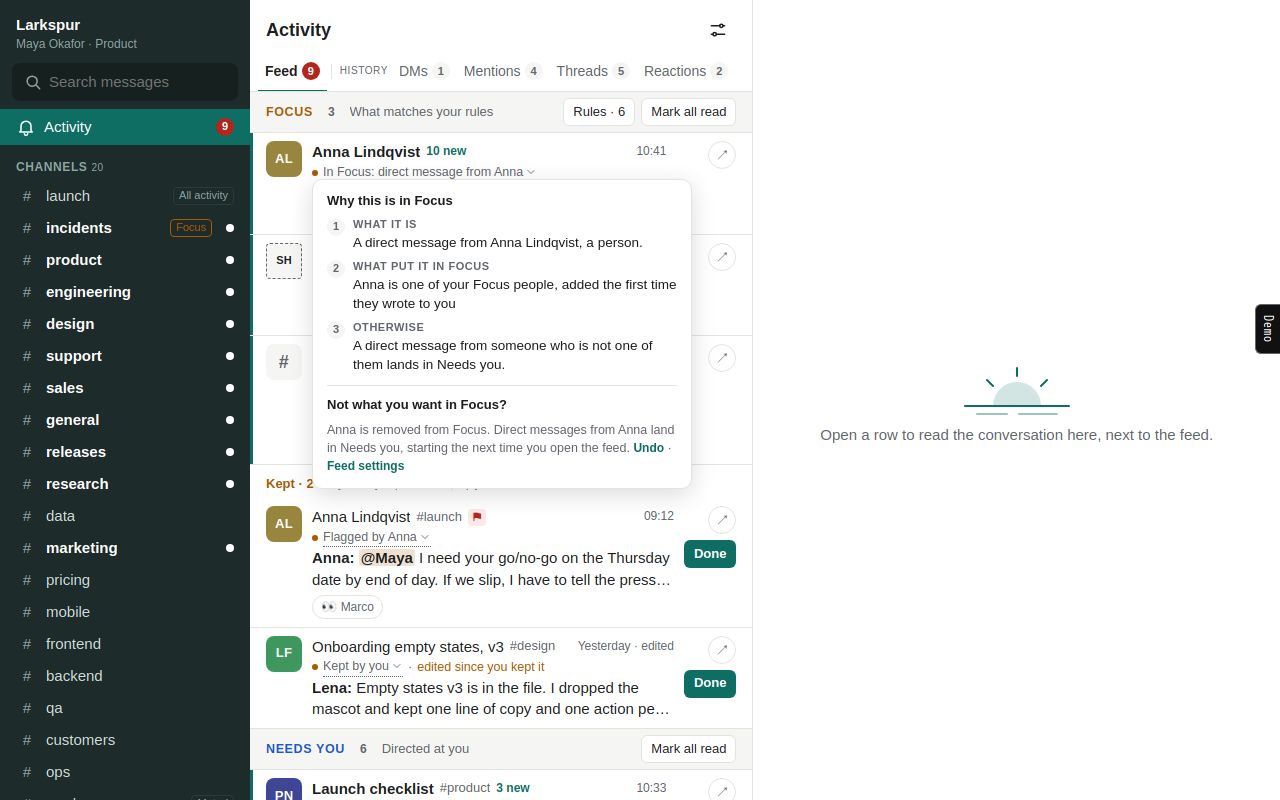 Larkspur
Maya Okafor · Product
Search messages
Activity 9
CHANNELS 20
# launch All activity
# incidents Focus
# product
# engineering
# design
# support
# sales
# general
# releases
# research
# data
# marketing
# pricing
# mobile
# frontend
# backend
# qa
# customers
# ops
Activity
Feed 9 HISTORY DMs 1 Mentions 4 Threads 5 Reactions 2
FOCUS 3 What matches your rules Rules · 6 Mark all read
AL Anna Lindqvist 10 new 10:41
In Focus: direct message from Anna
Why this is in Focus
1 WHAT IT IS
A direct message from Anna Lindqvist, a person.
2 WHAT PUT IT IN FOCUS
Anna is one of your Focus people, added the first time
they wrote to you
3 OTHERWISE
A direct message from someone who is not one of
them lands in Needs you.
Not what you want in Focus?
Anna is removed from Focus. Direct messages from Anna land
in Needs you, starting the next time you open the feed. Undo ·
Feed settings
SH
#
Kept · 2
AL Anna Lindqvist #launch 09:12
Flagged by Anna
Anna: @Maya I need your go/no-go on the Thursday Done
date by end of day. If we slip, I have to tell the press…
👀 Marco
LF Onboarding empty states, v3 #design Yesterday · edited
Kept by you · edited since you kept it
Lena: Empty states v3 is in the file. I dropped the Done
mascot and kept one line of copy and one action pe…
NEEDS YOU 6 Directed at you Mark all read
PN Launch checklist #product 3 new 10:33
Open a row to read the conversation here, next to the feed.
Demo